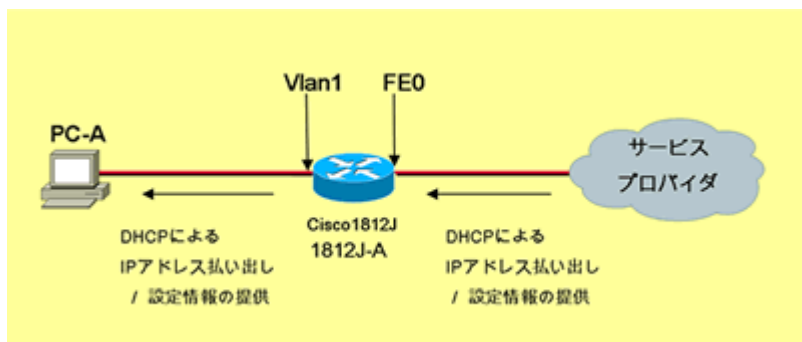 Vlan1
FE0
PC-A
サービス
プロバイダ
Cisco1812J
1812J-A
DHCPによる
IPアドレス払い出し
/ 設定情報の提供
DHCPによる
IPアドレス払い出し
/ 設定情報の提供